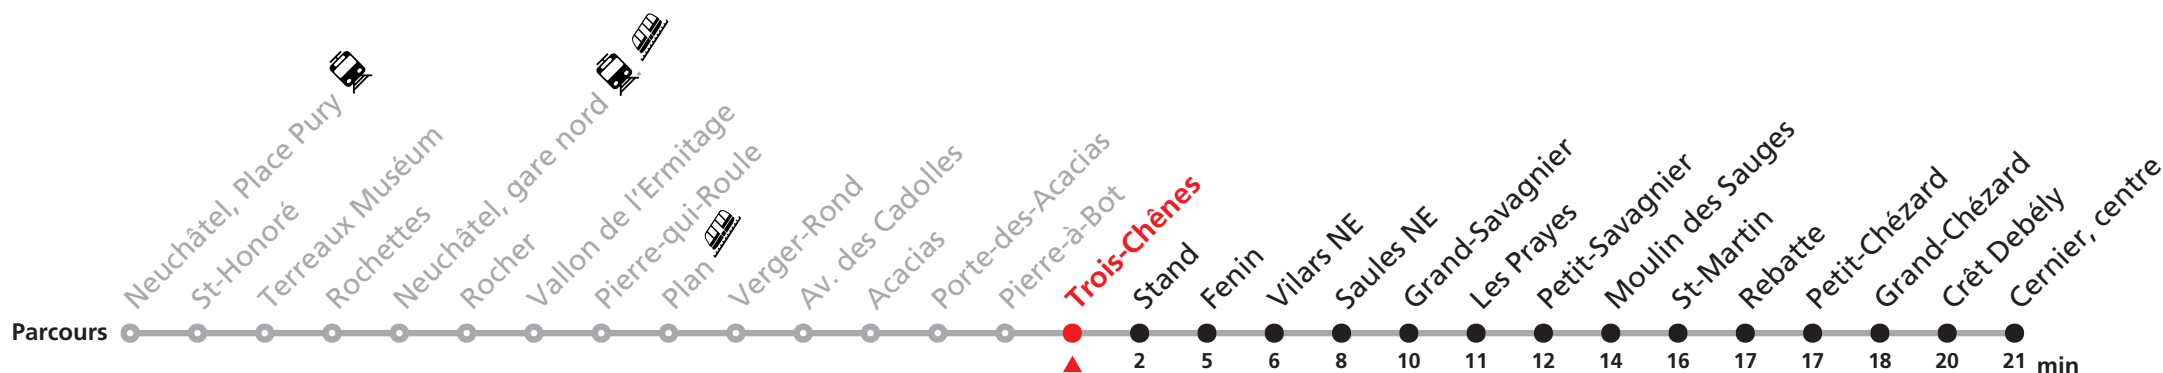 Neuchâtel, Place Pury
St-Honoré
Terreaux Muséum
Rochettes
Neuchâtel, gare nord
Rocher
Vallon de l'Ermitage
Pierre-qui-Roule
Plan
Verger-Rond
Av. des Cadolles
Acacias
Porte-des-Acacias
Pierre-à-Bot
Trois-Chênes
Stand
Fenin
Vilars NE
Saules NE
Grand-Savagnier
Les Prayes
Petit-Savagnier
Moulin des Sauges
St-Martin
Rebatte
Petit-Chézard
Grand-Chézard
Crêt Debély
Cernier, centre
Parcours
2 5 6 8 10 11 12 14 16 17 17 18 20 21 min